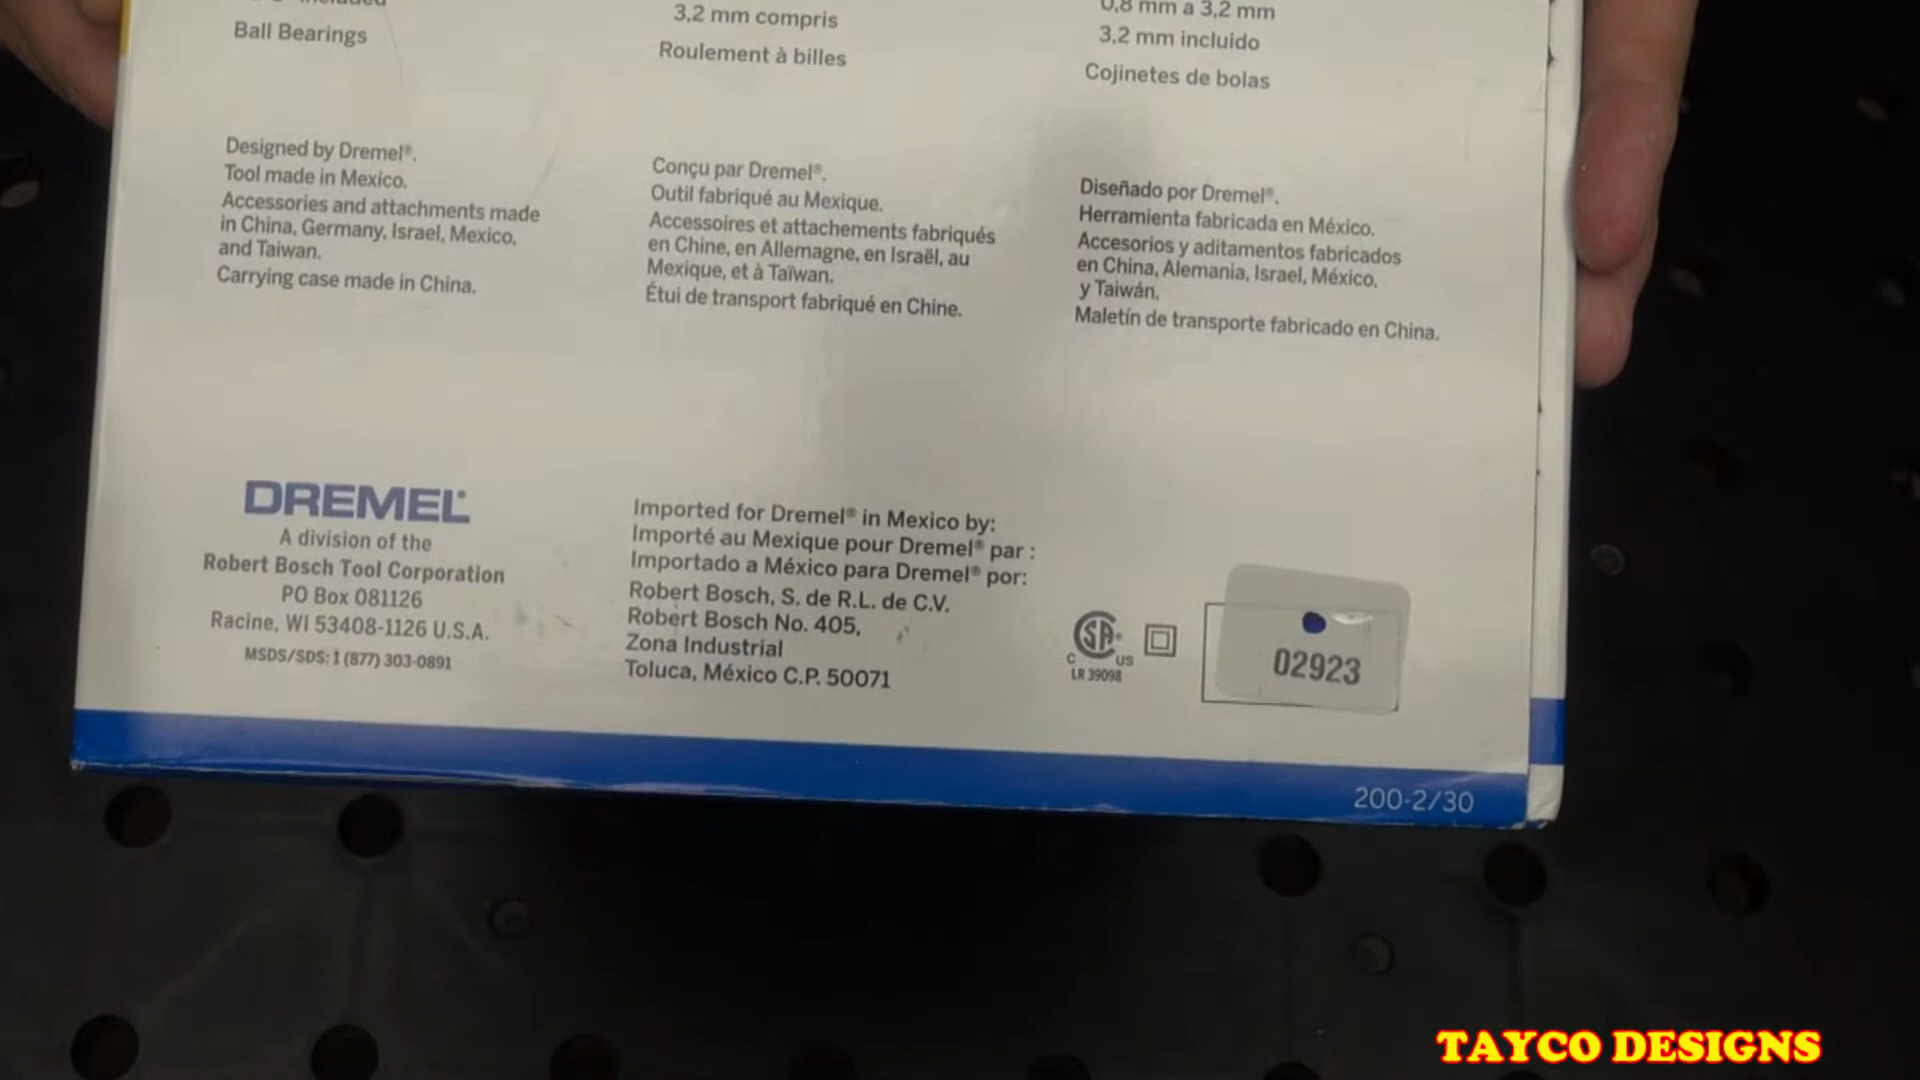 Ball Bearings
Designed by Dremel®.
Tool made in Mexico.
Accessories and attachments made
in China, Germany, Israel, Mexico,
and Taiwan.
Carrying case made in China.
3,2 mm compris
Roulement à billes
Conçu par Dremel®.
Outil fabriqué au Mexique.
Accessoires et attachements fabriqués
en Chine, en Allemagne, en Israël, au
Mexique, et à Taïwan.
Étui de transport fabriqué en Chine.
0,8 mm a 3,2 mm
3,2 mm incluido
Cojinetes de bolas
Diseñado por Dremel®.
Herramienta fabricada en México.
Accesorios y aditamentos fabricados
en China, Alemania, Israel, México,
y Taiwán.
Maletín de transporte fabricado en China.
DREMEL®
A division of the
Robert Bosch Tool Corporation
PO Box 081126
Racine, WI 53408-1126 U.S.A.
MSDS/SDS: 1 (877) 303-0891
Imported for Dremel® in Mexico by:
Importé au Mexique pour Dremel® par :
Importado a México para Dremel® por:
Robert Bosch, S. de R.L. de C.V.
Robert Bosch No. 405,
Zona Industrial
Toluca, México C.P. 50071
SA®
C US
LR 39098
02923
200-2/30
TAYCO DESIGNS